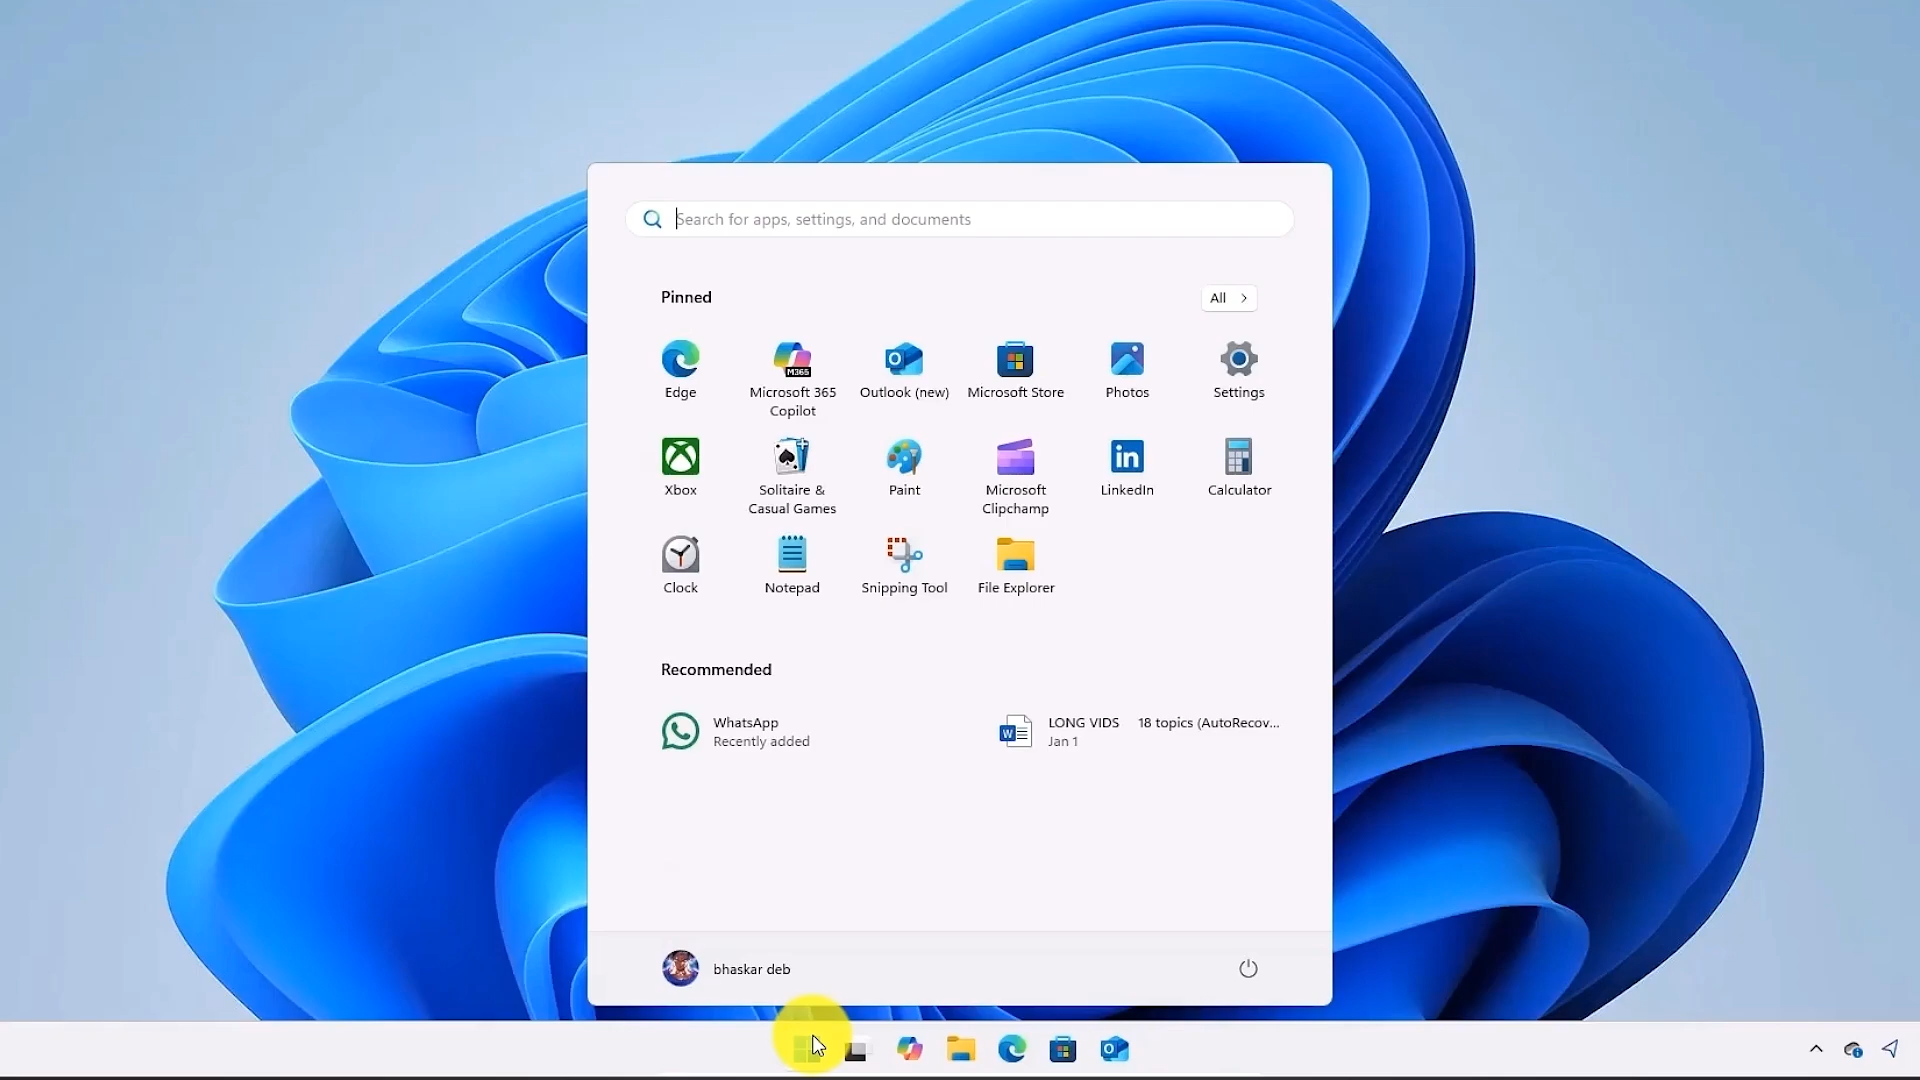 Search for apps, settings, and documents
Pinned
All
Edge
M365
Microsoft 365
Copilot
Outlook (new)
Microsoft Store
Photos
Settings
Xbox
Solitaire &
Casual Games
Paint
Microsoft
Clipchamp
in
LinkedIn
Calculator
Clock
Notepad
Snipping Tool
File Explorer
Recommended
WhatsApp
Recently added
W
LONG VIDS 18 topics (AutoRecov...
Jan 1
bhaskar deb